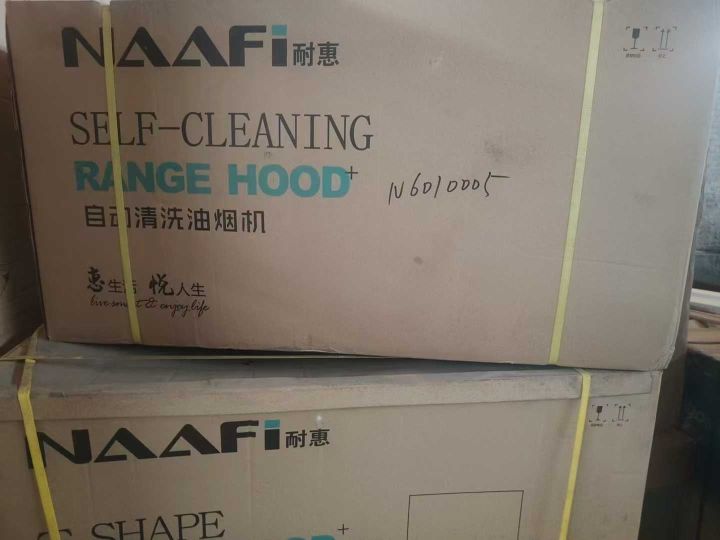 NAAFi耐惠
SELF-CLEANING
RANGE HOOD+
N6010005
自动清洗油烟机
惠生活 悦人生
live smart & enjoy life
NAAFi耐惠
SHAPE